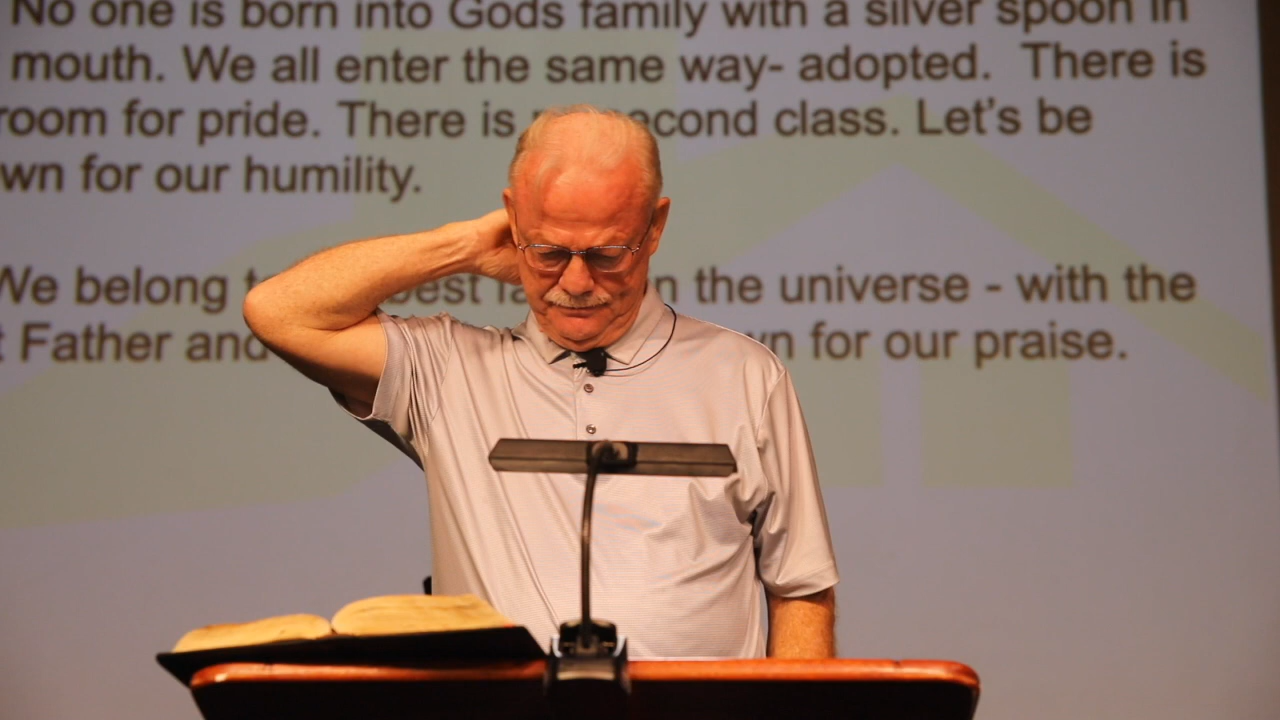 No one is born into Gods family with a silver spoon in
mouth. We all enter the same way- adopted. There is
room for pride. There is second class. Let's be
for our humility.
We belong best in the universe - with the
Father and for our praise.